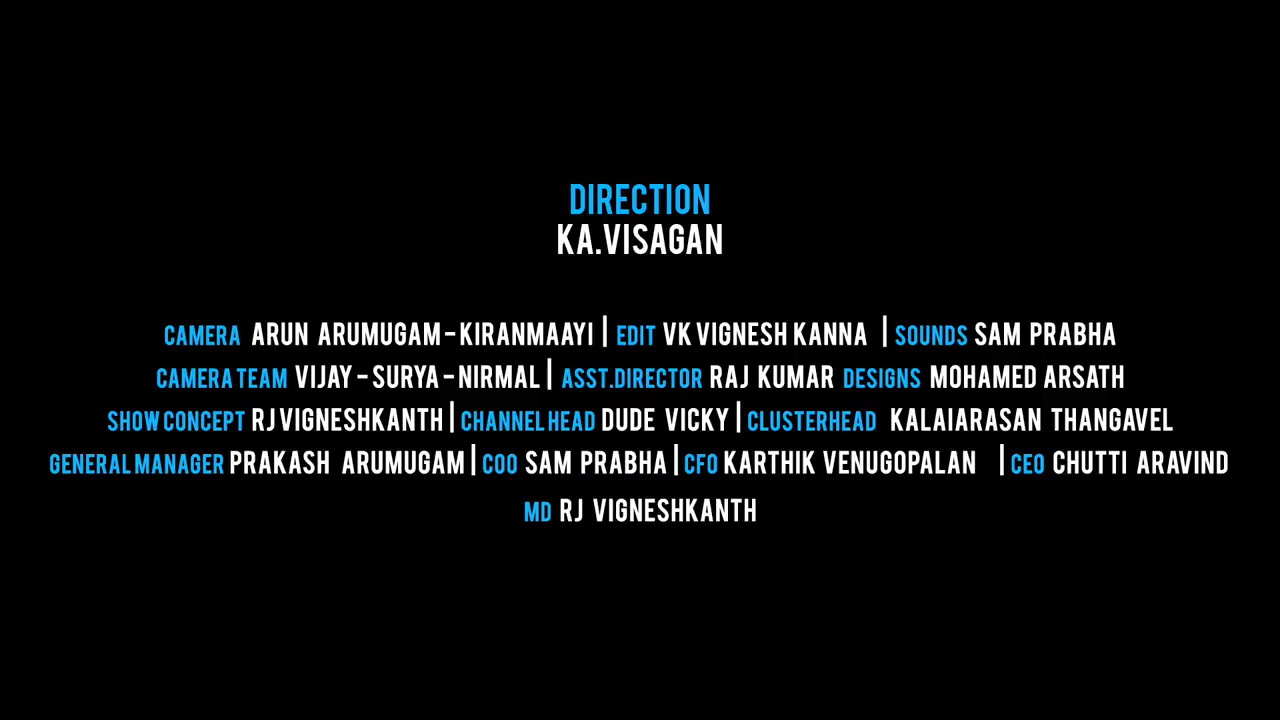 DIRECTION
KA.VISAGAN
CAMERA ARUN ARUMUGAM - KIRANMAAYI | EDIT VK VIGNESH KANNA | SOUNDS SAM PRABHA
CAMERA TEAM VIJAY - SURYA - NIRMAL | ASST.DIRECTOR RAJ KUMAR DESIGNS MOHAMED ARSATH
SHOW CONCEPT RJ VIGNESHKANTH | CHANNEL HEAD DUDE VICKY | CLUSTERHEAD KALAIARASAN THANGAVEL
GENERAL MANAGER PRAKASH ARUMUGAM | COO SAM PRABHA | CFO KARTHIK VENUGOPALAN | CEO CHUTTI ARAVIND
MD RJ VIGNESHKANTH